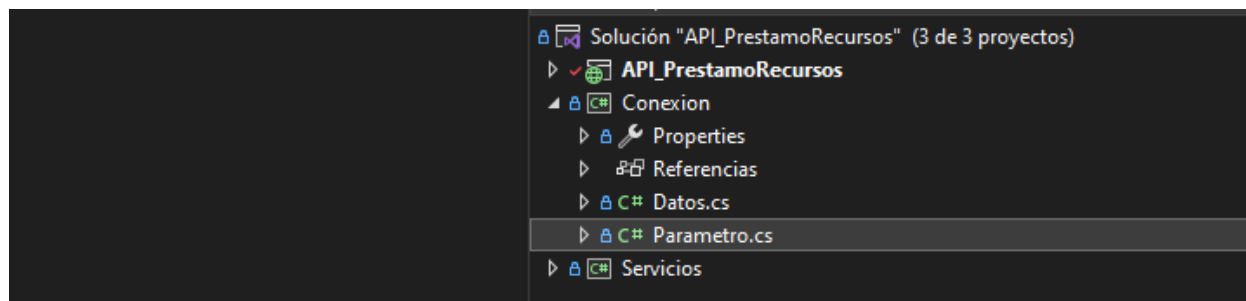 Solución "API_PrestamoRecursos" (3 de 3 proyectos)
API_PrestamoRecursos
C# Conexion
Properties
Referencias
C# Datos.cs
C# Parametro.cs
C# Servicios